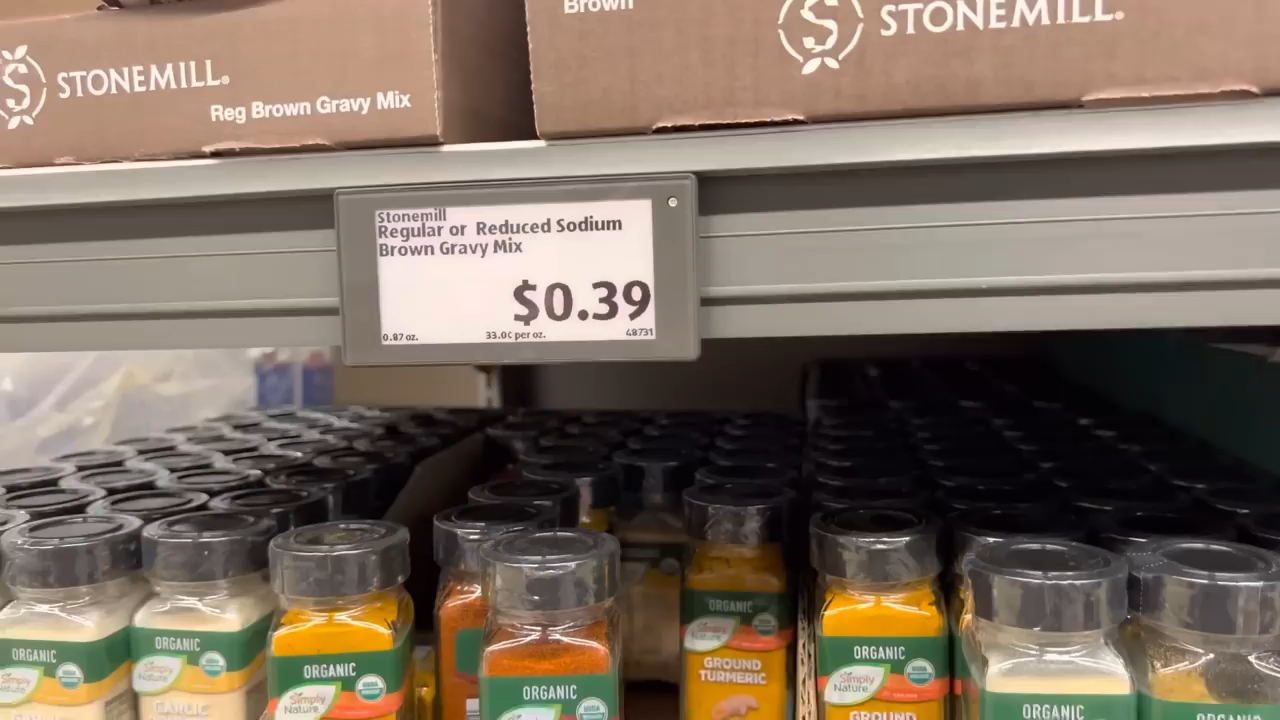 Brown
STONEMILL®
STONEMILL®
Reg Brown Gravy Mix
Stonemill
Regular or Reduced Sodium
Brown Gravy Mix
$0.39
0.87 oz.
33.0¢ per oz.
48731
ORGANIC
GROUND
TURMERIC
ORGANIC
Simply
Nature
ORGANIC
Simply
Nature
GARLIC
ORGANIC
Simply
Nature
ORGANIC
Simply
Nature
ORGANIC
Simply
Nature
GROUND
ORGANIC
ORGANIC